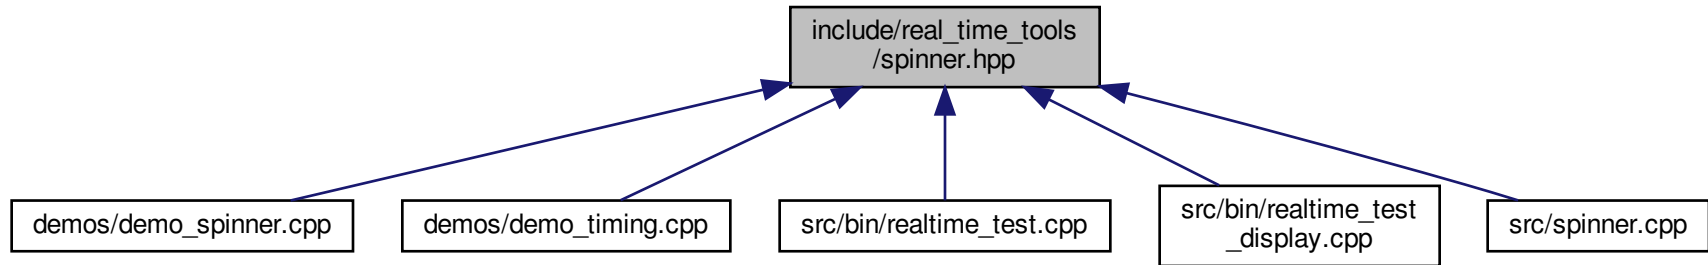 include/real_time_tools
/spinner.hpp
demos/demo_spinner.cpp
demos/demo_timing.cpp
src/bin/realtime_test.cpp
src/bin/realtime_test
_display.cpp
src/spinner.cpp